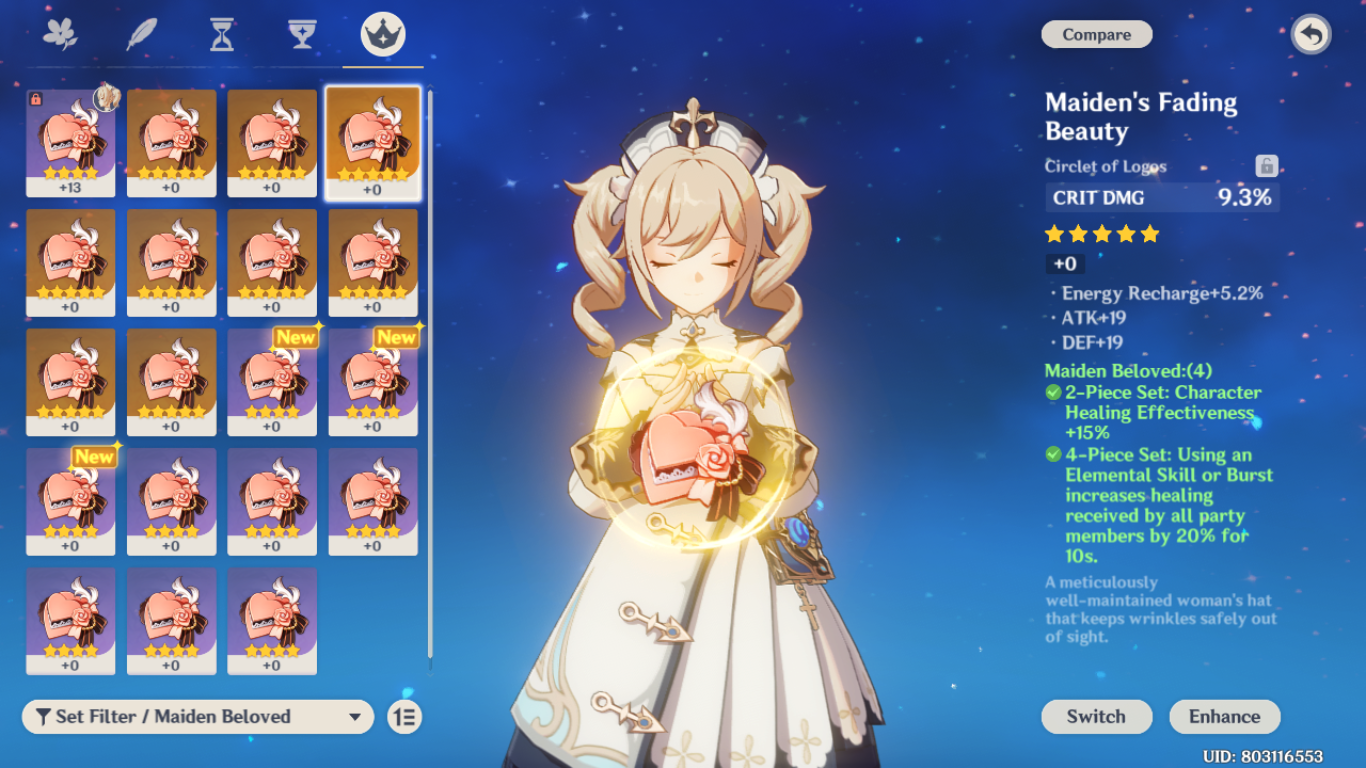 Compare
Maiden's Fading
Beauty
Circlet of Logos
CRIT DMG 9.3%
+0
· Energy Recharge+5.2%
· ATK+19
· DEF+19
Maiden Beloved:(4)
2-Piece Set: Character
Healing Effectiveness
+15%
4-Piece Set: Using an
Elemental Skill or Burst
increases healing
received by all party
members by 20% for
10s.
A meticulously
well-maintained woman's hat
that keeps wrinkles safely out
of sight.
+13 +0 +0 +0
+0 +0 +0 +0
New New
+0 +0 +0 +0
New
+0 +0 +0 +0
+0 +0 +0
Set Filter / Maiden Beloved
1
Switch Enhance
UID: 803116553